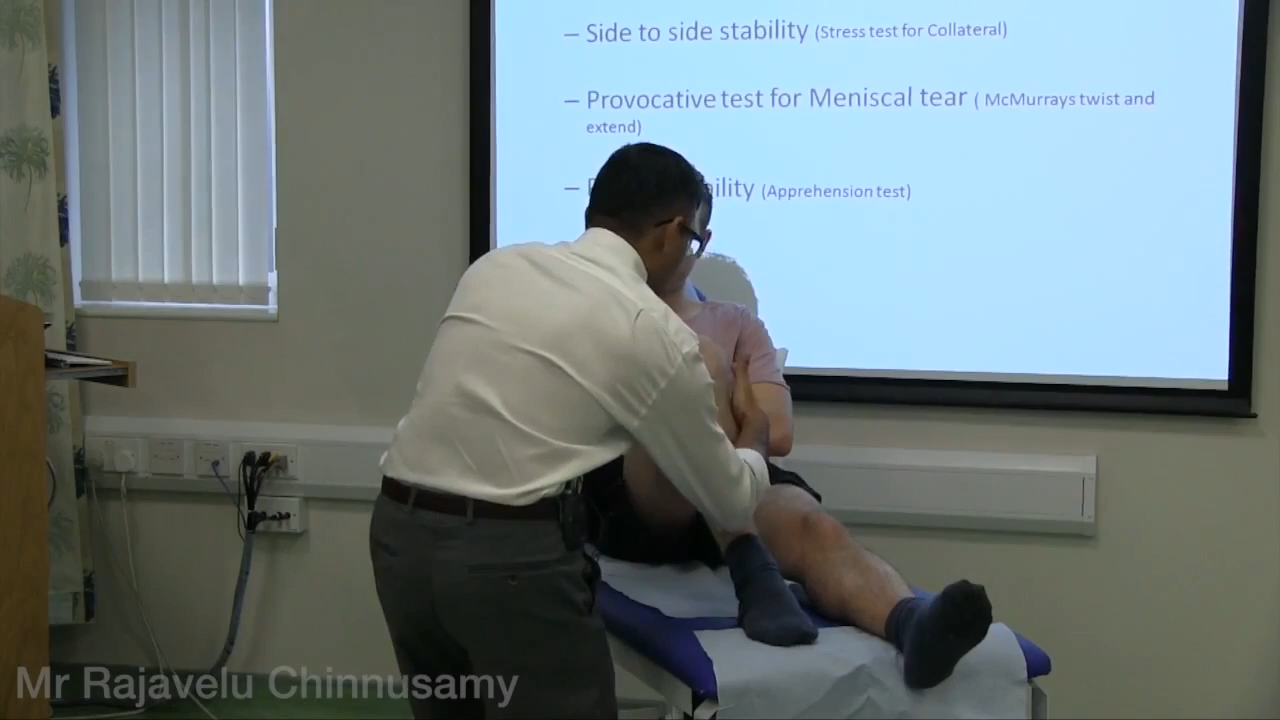 – Side to side stability (Stress test for Collateral)
– Provocative test for Meniscal tear ( McMurrays twist and
extend)
– (Apprehension test)
Mr Rajavelu Chinnusamy